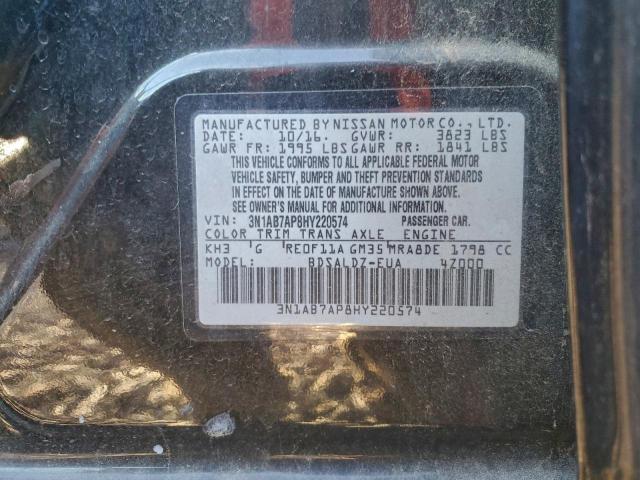 MANUFACTURED BY NISSAN MOTOR CO., LTD.
DATE: 10/16 GVWR: 3823 LBS
GAWR FR: 1995 LBS GAWR RR: 1841 LBS
THIS VEHICLE CONFORMS TO ALL APPLICABLE FEDERAL MOTOR
VEHICLE SAFETY, BUMPER AND THEFT PREVENTION STANDARDS
IN EFFECT ON THE DATE OF MANUFACTURE SHOWN ABOVE.
SEE OWNER'S MANUAL FOR ADDITIONAL INFORMATION.
VIN: 3N1AB7AP8HY220574 PASSENGER CAR.
COLOR TRIM TRANS AXLE ENGINE
KH3 G RE0F11A GM35 MRA8DE 1798 CC
MODEL: BDSALDZ-EUA 4Z000
3N1AB7AP8HY220574